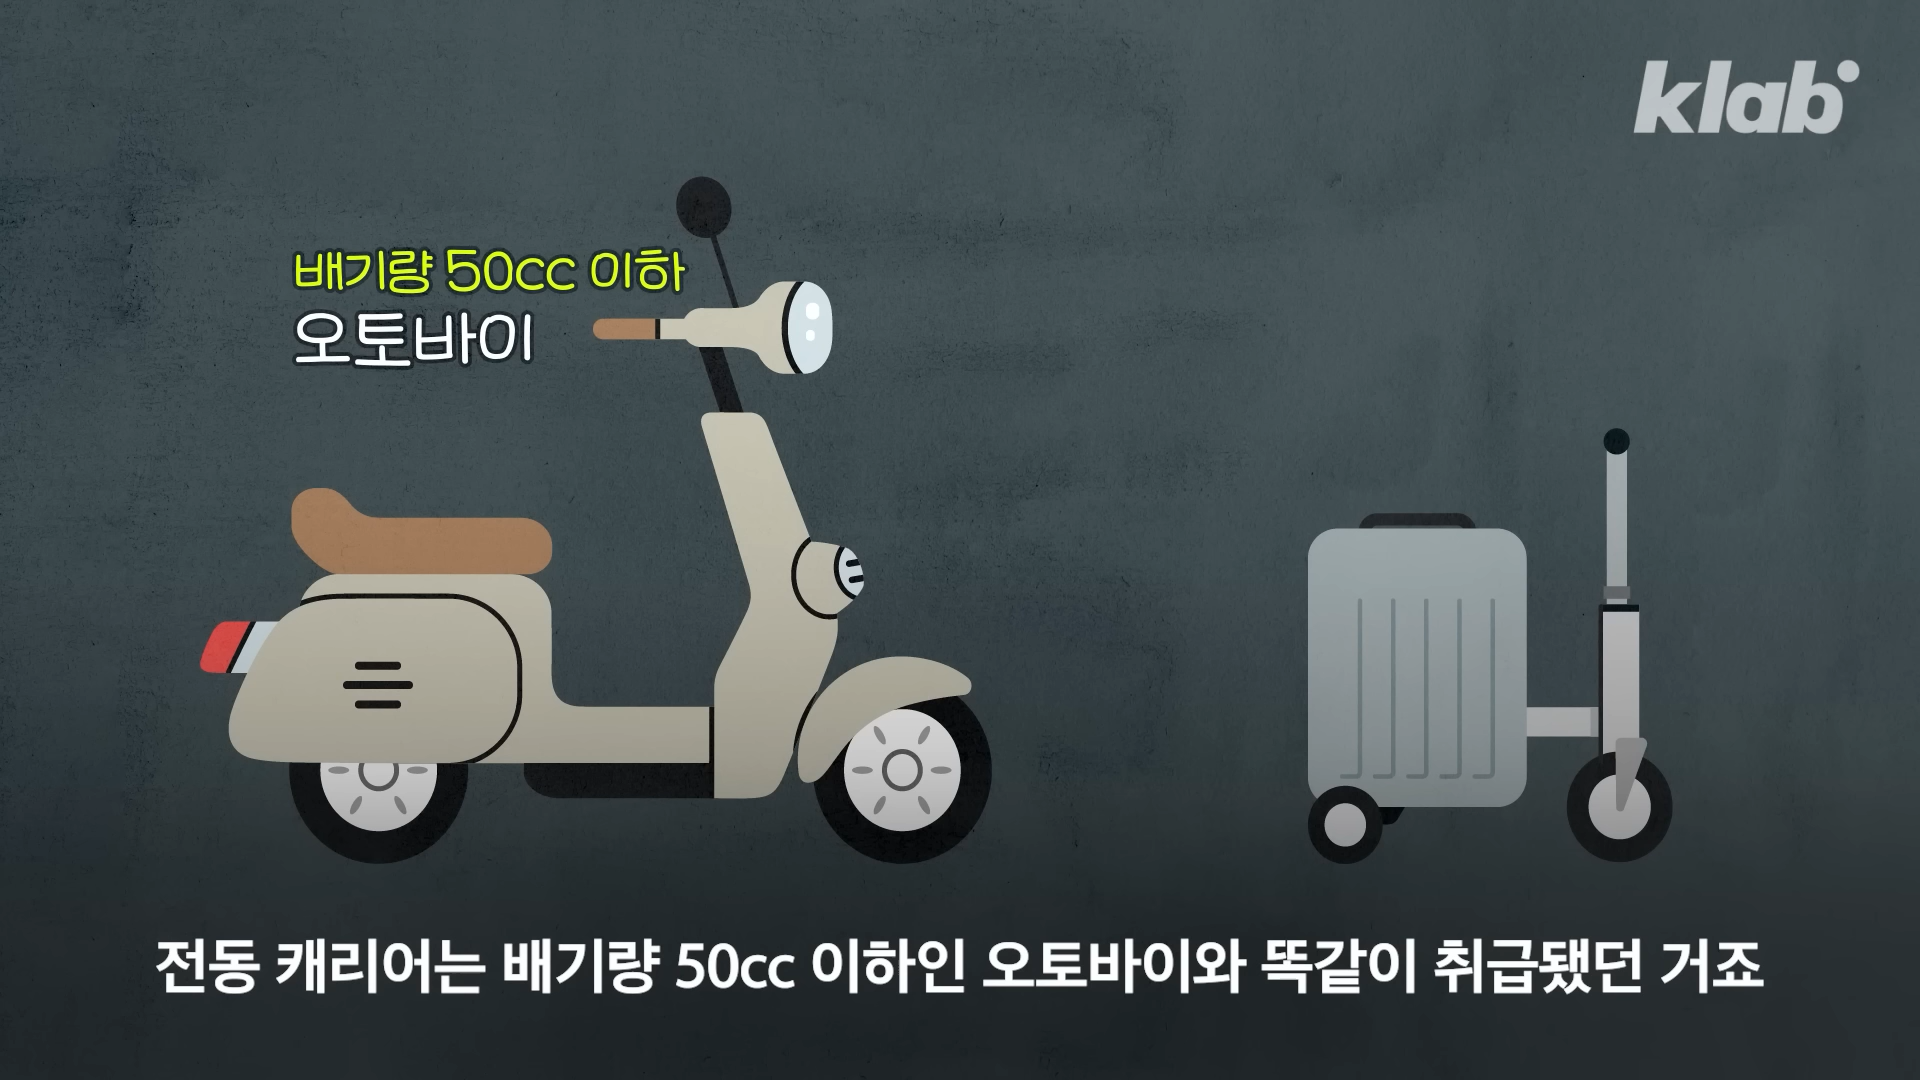 klab
배기량 50cc 이하
오토바이
전동 캐리어는 배기량 50cc 이하인 오토바이와 똑같이 취급됐던 거죠